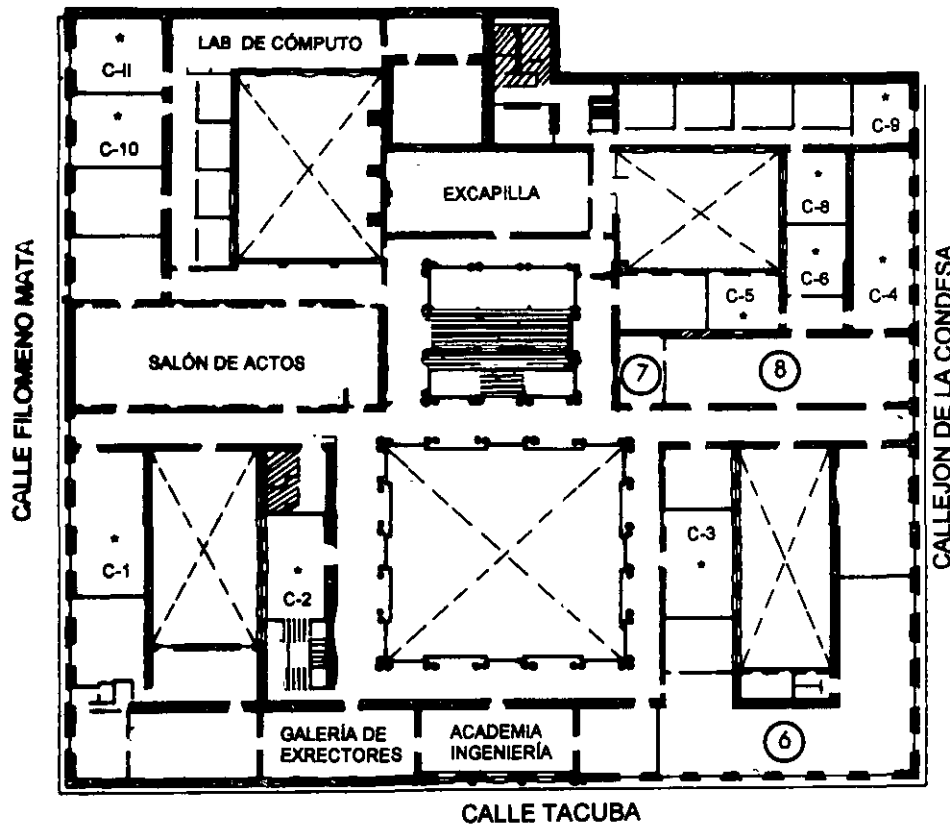 LAB DE CÓMPUTO
*
C-11
*
C-10
*
C-9
EXCAPILLA
*
C-8
*
C-6
*
C-4
C-5
*
SALÓN DE ACTOS
7
8
CALLE FILOMENO MATA
CALLEJON DE LA CONDESA
*
C-1
*
C-2
C-3
*
GALERÍA DE
EXRECTORES
ACADEMIA
INGENIERÍA
6
CALLE TACUBA